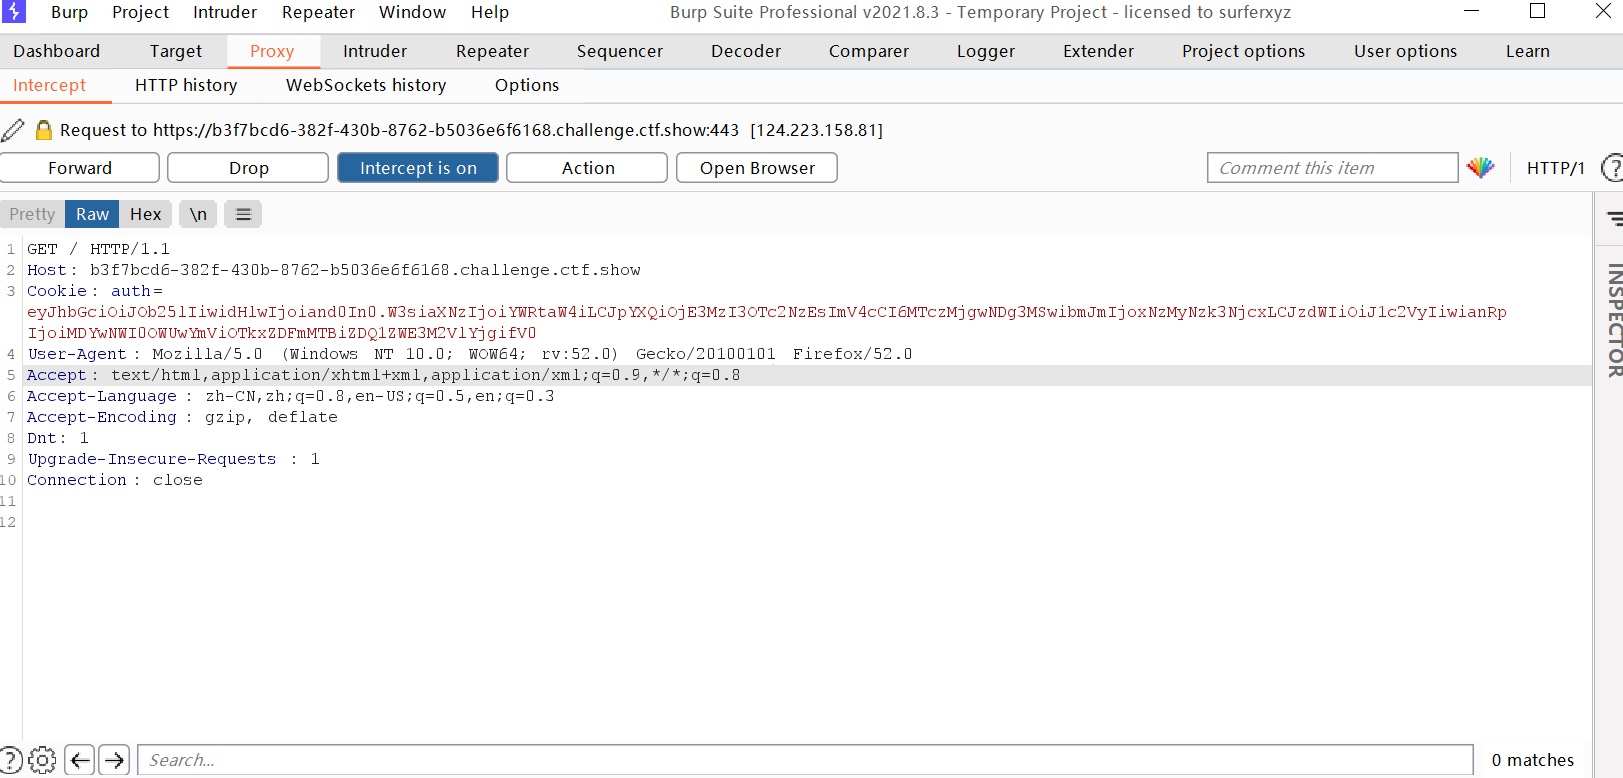 Burp Project Intruder Repeater Window Help Burp Suite Professional v2021.8.3 - Temporary Project - licensed to surferxyz
Dashboard Target Proxy Intruder Repeater Sequencer Decoder Comparer Logger Extender Project options User options Learn
Intercept HTTP history WebSockets history Options
Request to https://b3f7bcd6-382f-430b-8762-b5036e6f6168.challenge.ctf.show:443 [124.223.158.81]
Forward Drop Intercept is on Action Open Browser Comment this item HTTP/1 ?
Pretty Raw Hex \n
INSPECTOR
1 GET / HTTP/1.1
2 Host: b3f7bcd6-382f-430b-8762-b5036e6f6168.challenge.ctf.show
3 Cookie: auth=
eyJhbGciOiJOb25lIiwidHlwIjoiand0In0.W3siaXNzIjoiYWRtaW4iLCJpYXQiOjE3MzI3OTc2NzEsImV4cCI6MTczMjgwNDg3MSwibmJmIjoxNzMyNzk3NjcxLCJzdWIiOiJ1c2VyIiwianRp
IjoiMDYwNWI0OWUwYmViOTkxZDFmMTBiZDQ1ZWE3M2VlYjgifV0
4 User-Agent: Mozilla/5.0 (Windows NT 10.0; WOW64; rv:52.0) Gecko/20100101 Firefox/52.0
5 Accept: text/html,application/xhtml+xml,application/xml;q=0.9,*/*;q=0.8
6 Accept-Language: zh-CN,zh;q=0.8,en-US;q=0.5,en;q=0.3
7 Accept-Encoding: gzip, deflate
8 Dnt: 1
9 Upgrade-Insecure-Requests: 1
10 Connection: close
11
12
? Search... 0 matches